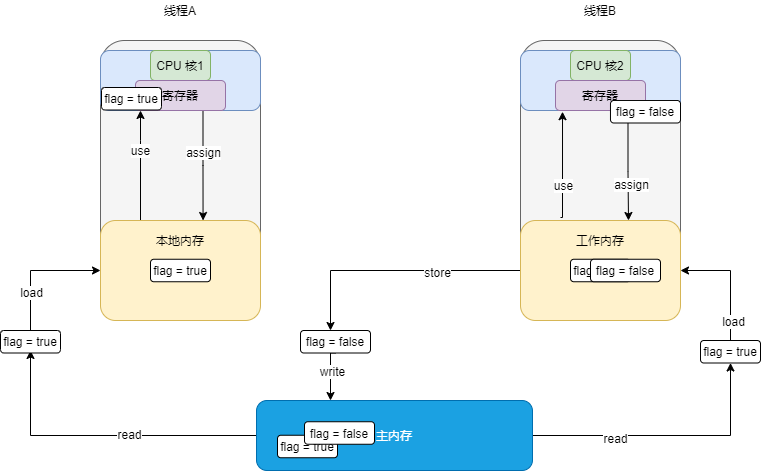 线程A
线程B
CPU 核1
CPU 核2
寄存器
flag = true
寄存器
flag = false
use
assign
use
assign
本地内存
flag = true
工作内存
flag = false
load
store
load
flag = true
flag = false
flag = true
write
read
flag = false
flag = true
主内存
read